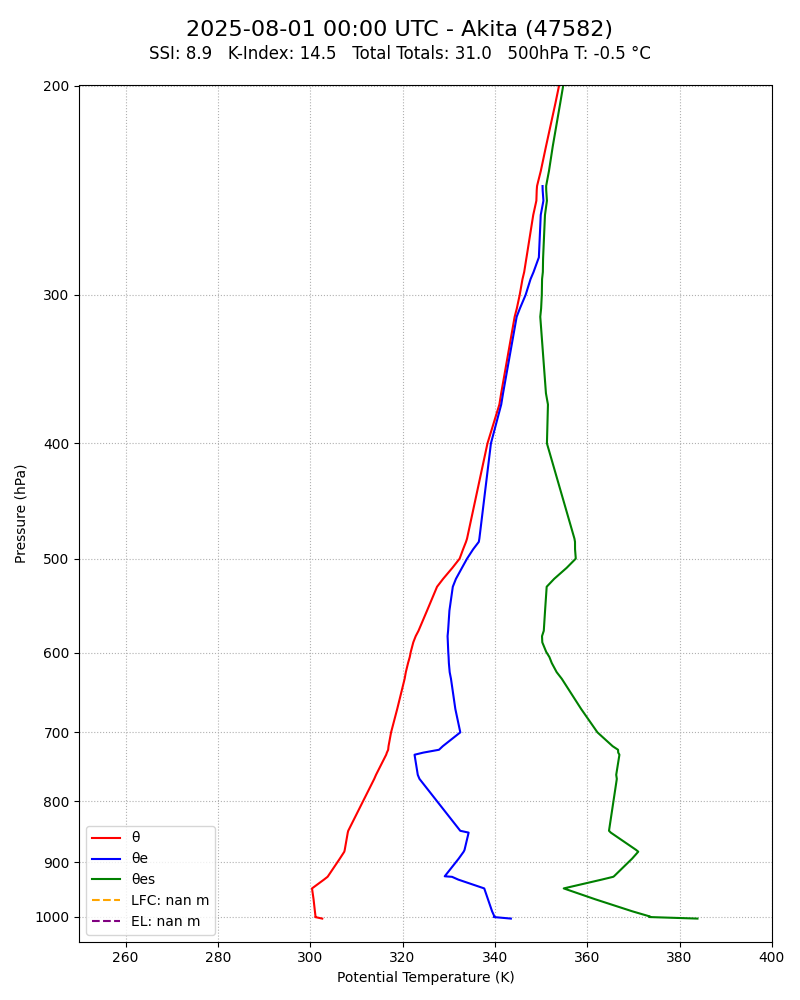 2025-08-01 00:00 UTC - Akita (47582)
SSI: 8.9   K-Index: 14.5   Total Totals: 31.0   500hPa T: -0.5 °C
200
300
400
500
600
700
800
900
1000
Pressure (hPa)
θ
θe
θes
LFC: nan m
EL: nan m
260
280
300
320
340
360
380
400
Potential Temperature (K)